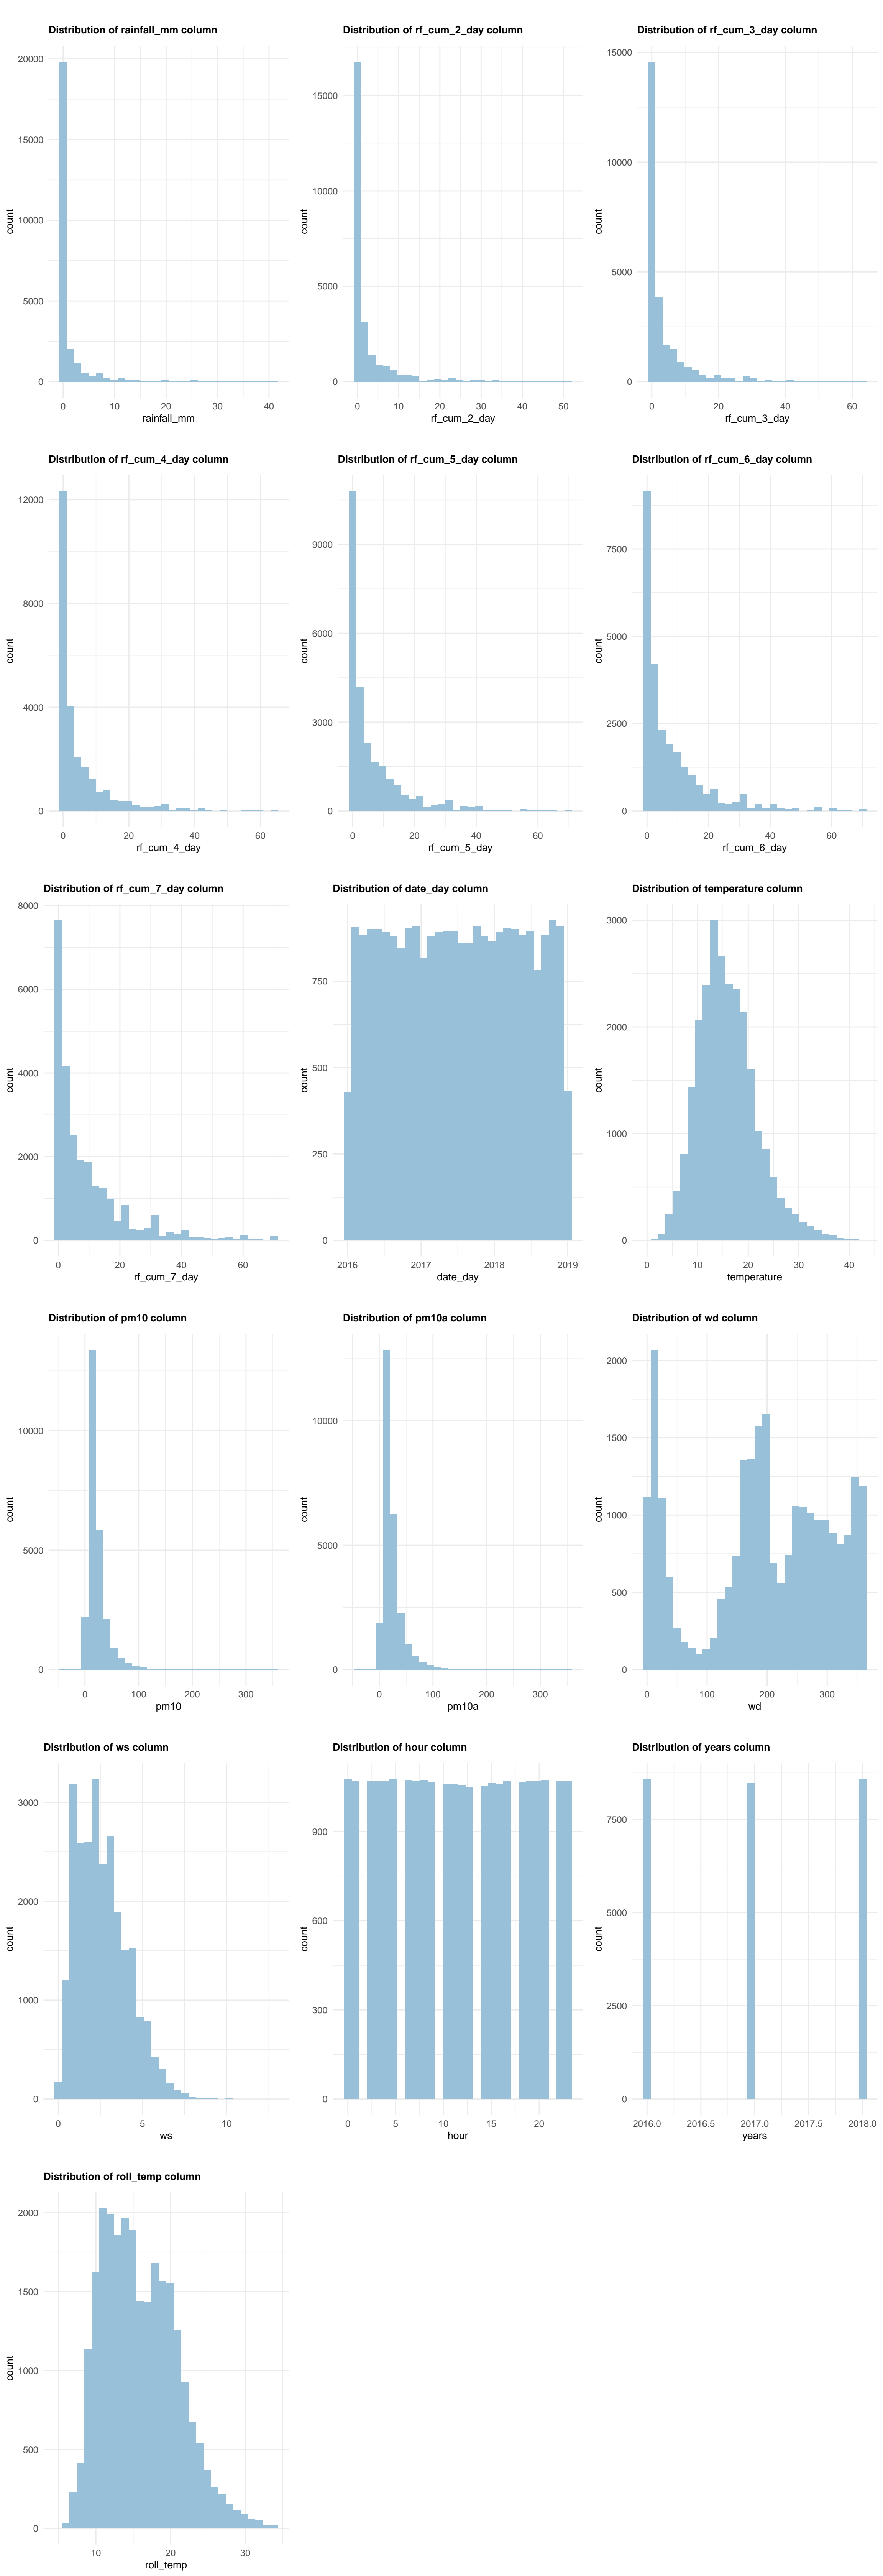 Distribution of rainfall_mm column
20000
15000
10000
5000
0
count
0 10 20 30 40
rainfall_mm
Distribution of rf_cum_2_day column
15000
10000
5000
0
count
0 10 20 30 40 50
rf_cum_2_day
Distribution of rf_cum_3_day column
15000
10000
5000
0
count
0 20 40 60
rf_cum_3_day
Distribution of rf_cum_4_day column
12000
8000
4000
0
count
0 20 40 60
rf_cum_4_day
Distribution of rf_cum_5_day column
9000
6000
3000
0
count
0 20 40 60
rf_cum_5_day
Distribution of rf_cum_6_day column
7500
5000
2500
0
count
0 20 40 60
rf_cum_6_day
Distribution of rf_cum_7_day column
8000
6000
4000
2000
0
count
0 20 40 60
rf_cum_7_day
Distribution of date_day column
750
500
250
0
count
2016 2017 2018 2019
date_day
Distribution of temperature column
3000
2000
1000
0
count
0 10 20 30 40
temperature
Distribution of pm10 column
10000
5000
0
count
0 100 200 300
pm10
Distribution of pm10a column
10000
5000
0
count
0 100 200 300
pm10a
Distribution of wd column
2000
1500
1000
500
0
count
0 100 200 300
wd
Distribution of ws column
3000
2000
1000
0
count
0 5 10
ws
Distribution of hour column
900
600
300
0
count
0 5 10 15 20
hour
Distribution of years column
7500
5000
2500
0
count
2016.0 2016.5 2017.0 2017.5 2018.0
years
Distribution of roll_temp column
2000
1500
1000
500
0
count
10 20 30
roll_temp